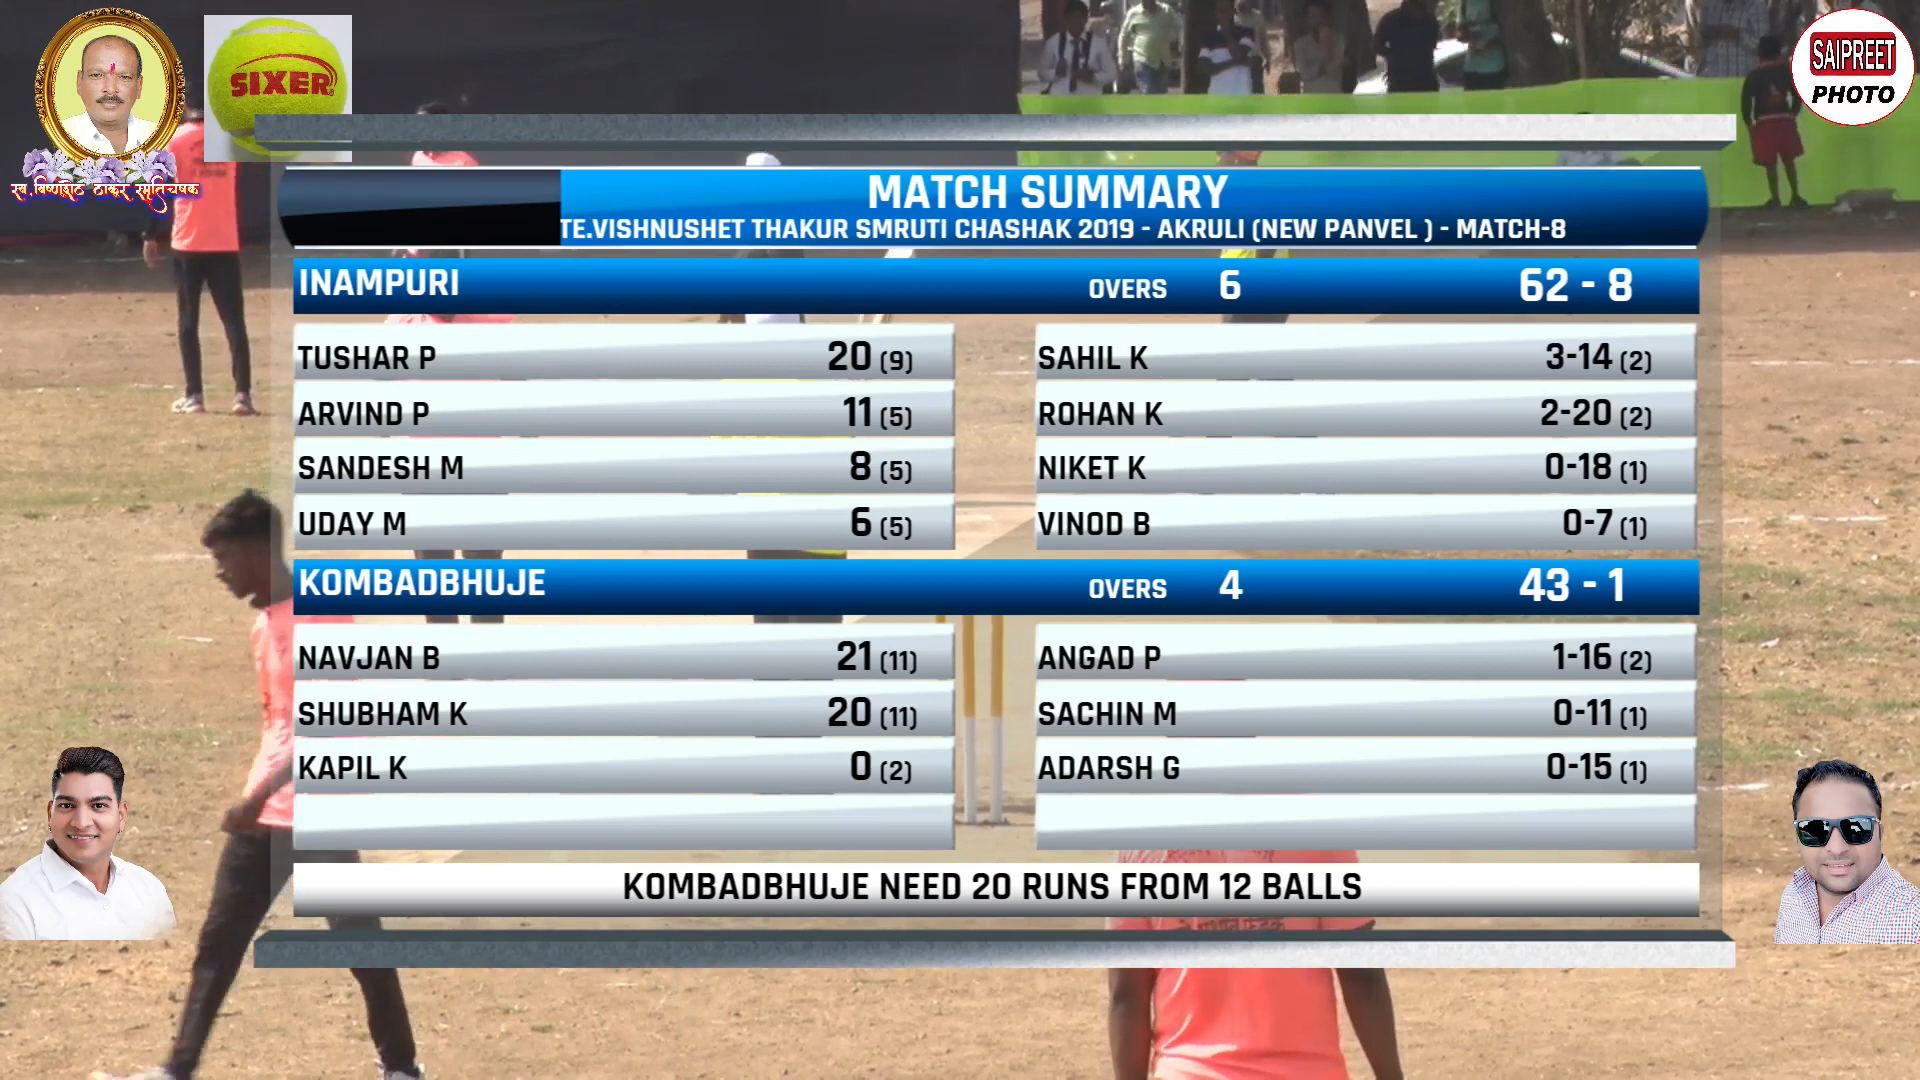 SIXER
SAIPREET
PHOTO
स्व.विष्णूशेठ ठाकूर स्मृतिचषक
MATCH SUMMARY
TE.VISHNUSHET THAKUR SMRUTI CHASHAK 2019 - AKRULI (NEW PANVEL ) - MATCH-8
INAMPURI OVERS 6 62 - 8
TUSHAR P 20 (9) SAHIL K 3-14 (2)
ARVIND P 11 (5) ROHAN K 2-20 (2)
SANDESH M 8 (5) NIKET K 0-18 (1)
UDAY M 6 (5) VINOD B 0-7 (1)
KOMBADBHUJE OVERS 4 43 - 1
NAVJAN B 21 (11) ANGAD P 1-16 (2)
SHUBHAM K 20 (11) SACHIN M 0-11 (1)
KAPIL K 0 (2) ADARSH G 0-15 (1)
KOMBADBHUJE NEED 20 RUNS FROM 12 BALLS